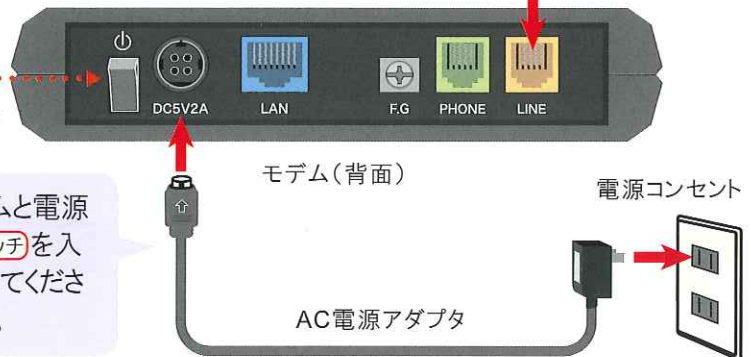 DC5V2A
LAN
F.G
PHONE
LINE
モデム(背面)
電源コンセント
ムと電源
ッチを入
てくださ
AC電源アダプタ